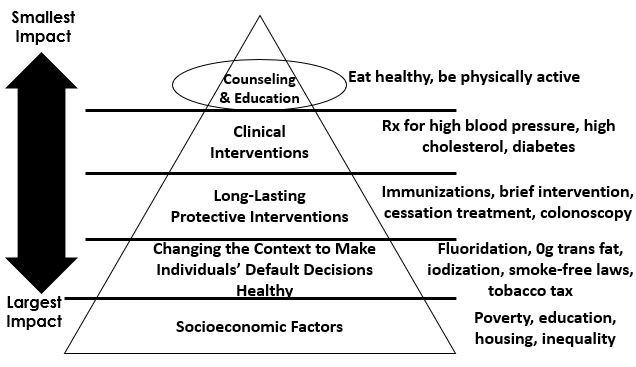 Smallest
Impact
Counseling
& Education
Eat healthy, be physically active
Clinical
Interventions
Rx for high blood pressure, high
cholesterol, diabetes
Long-Lasting
Protective Interventions
Immunizations, brief intervention,
cessation treatment, colonoscopy
Changing the Context to Make
Individuals’ Default Decisions
Healthy
Fluoridation, 0g trans fat,
iodization, smoke-free laws,
tobacco tax
Largest
Impact
Socioeconomic Factors
Poverty, education,
housing, inequality